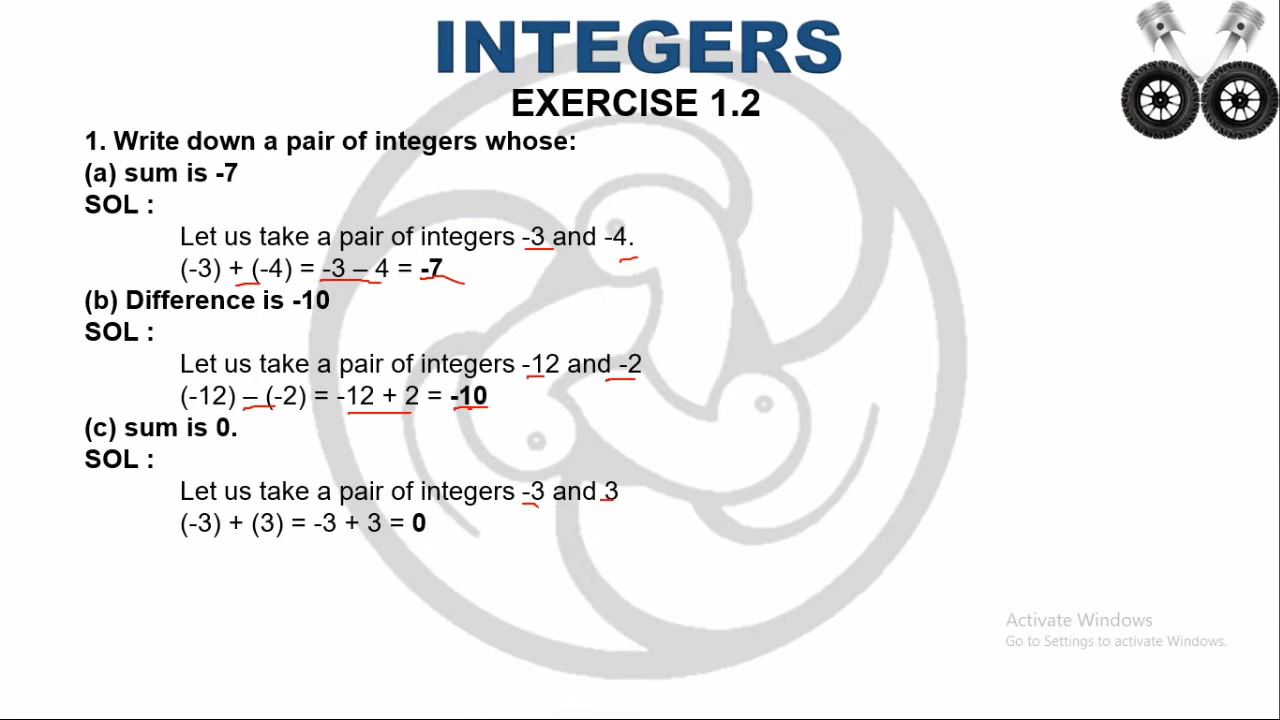 INTEGERS
EXERCISE 1.2
1. Write down a pair of integers whose:
(a) sum is -7
SOL :
Let us take a pair of integers -3 and -4.
(-3) + (-4) = -3 – 4 = -7
(b) Difference is -10
SOL :
Let us take a pair of integers -12 and -2
(-12) – (-2) = -12 + 2 = -10
(c) sum is 0.
SOL :
Let us take a pair of integers -3 and 3
(-3) + (3) = -3 + 3 = 0
Activate Windows
Go to Settings to activate Windows.